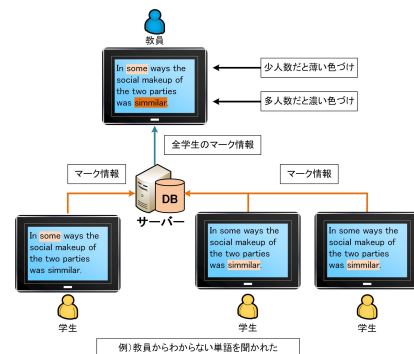 教員
In some ways the
social makeup of
the two parties
was simmilar.
少人数だと薄い色づけ
多人数だと濃い色づけ
全学生のマーク情報
マーク情報
マーク情報
DB
サーバー
In some ways the
social makeup of
the two parties
was simmilar.
In some ways the
social makeup of
the two parties
was simmilar.
In some ways the
social makeup of
the two parties
was simmilar.
学生
学生
学生
例）教員からわからない単語を聞かれた